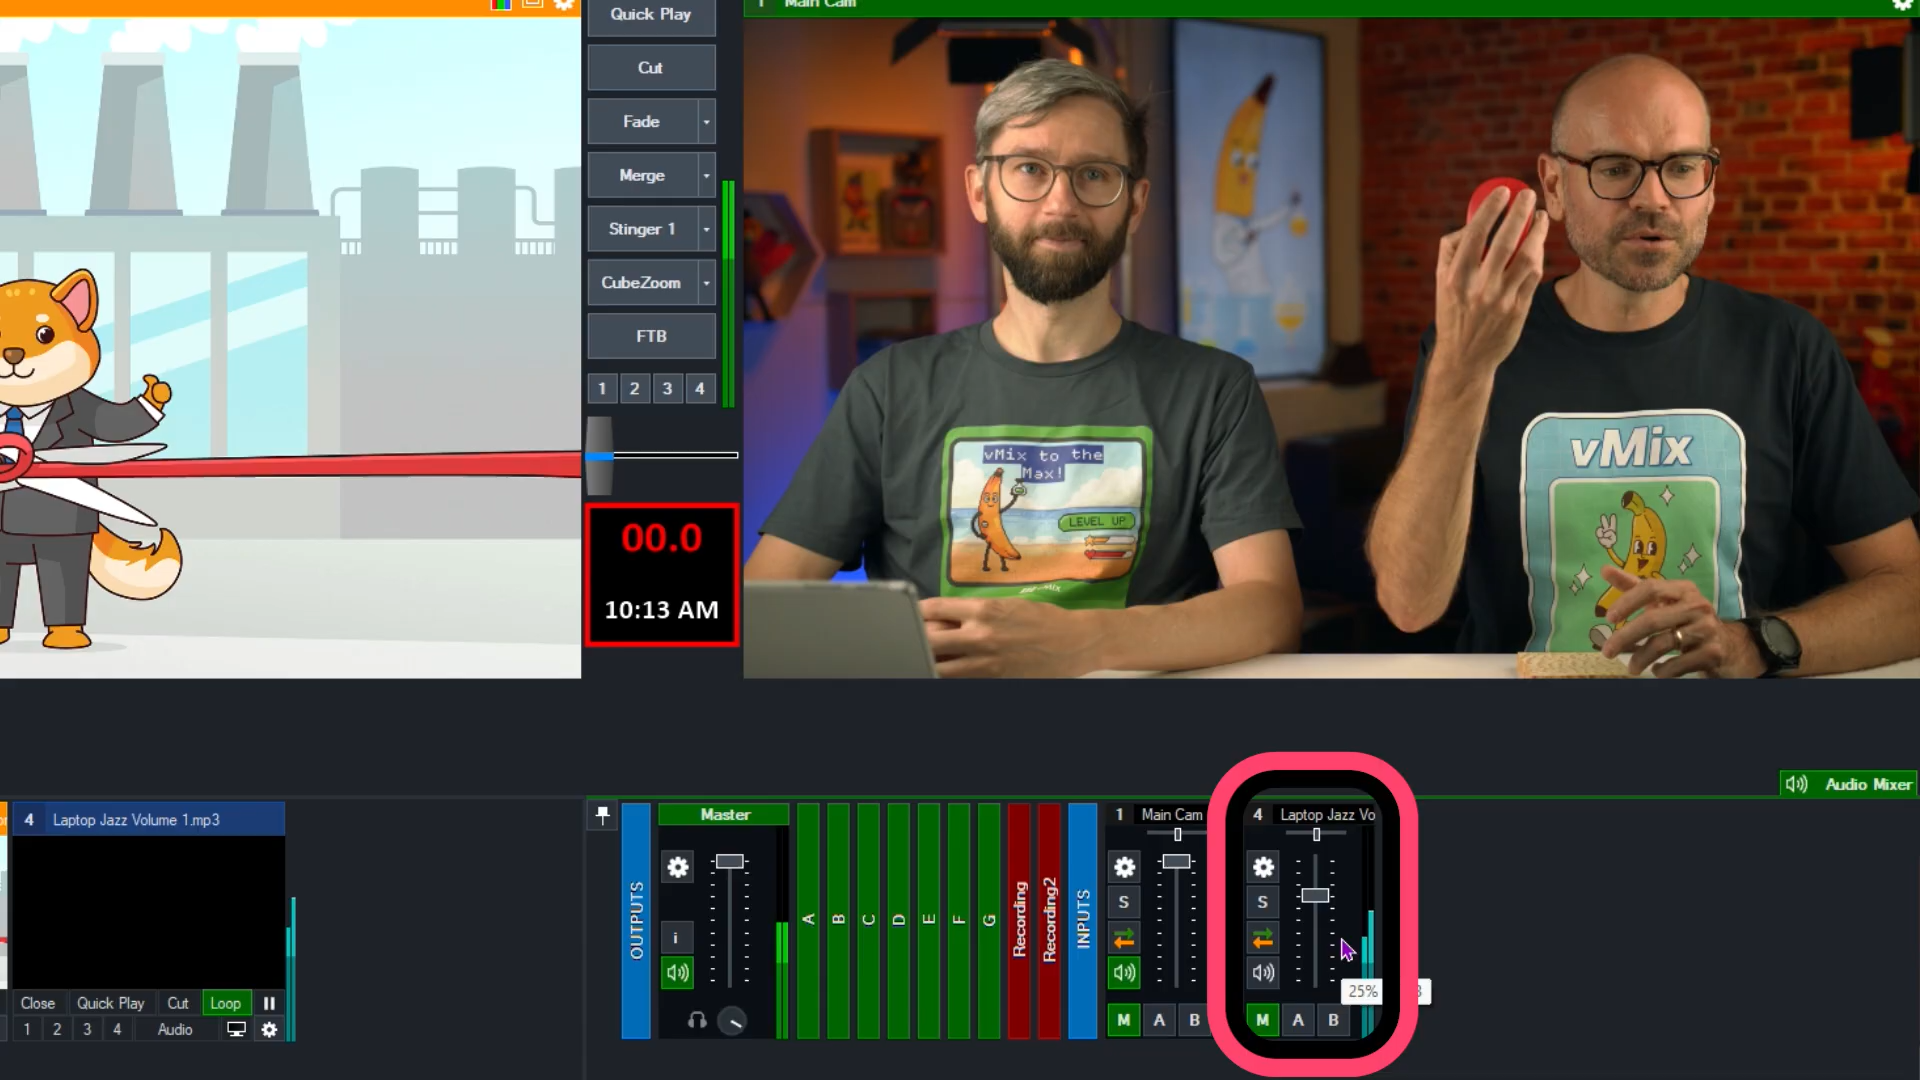 1 Main Cam
Quick Play
Cut
Fade
Merge
Stinger 1
CubeZoom
FTB
1 2 3 4
00.0
10:13 AM
vMix to the
Max!
LEVEL UP
vMix
Audio Mixer
4 Laptop Jazz Volume 1.mp3
Close Quick Play Cut Loop
1 2 3 4 Audio
OUTPUTS
Master
i
A
B
C
D
E
F
G
Recording
Recording2
INPUTS
1 Main Cam
S
M A B
4 Laptop Jazz Vo
S
25%
M A B